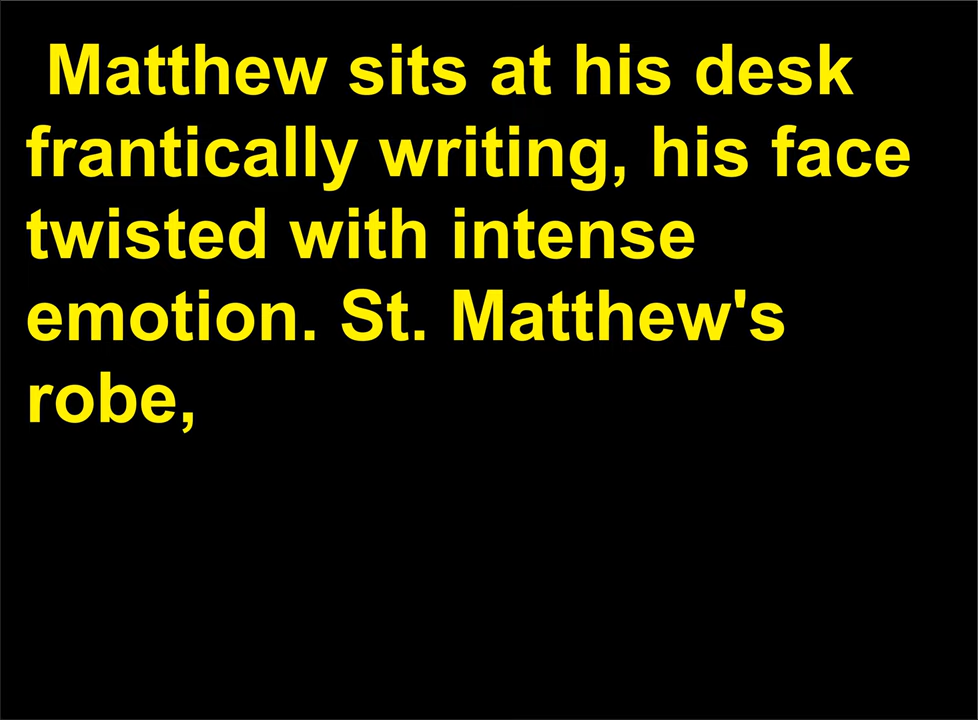 Matthew sits at his desk
frantically writing, his face
twisted with intense
emotion. St. Matthew's
robe,